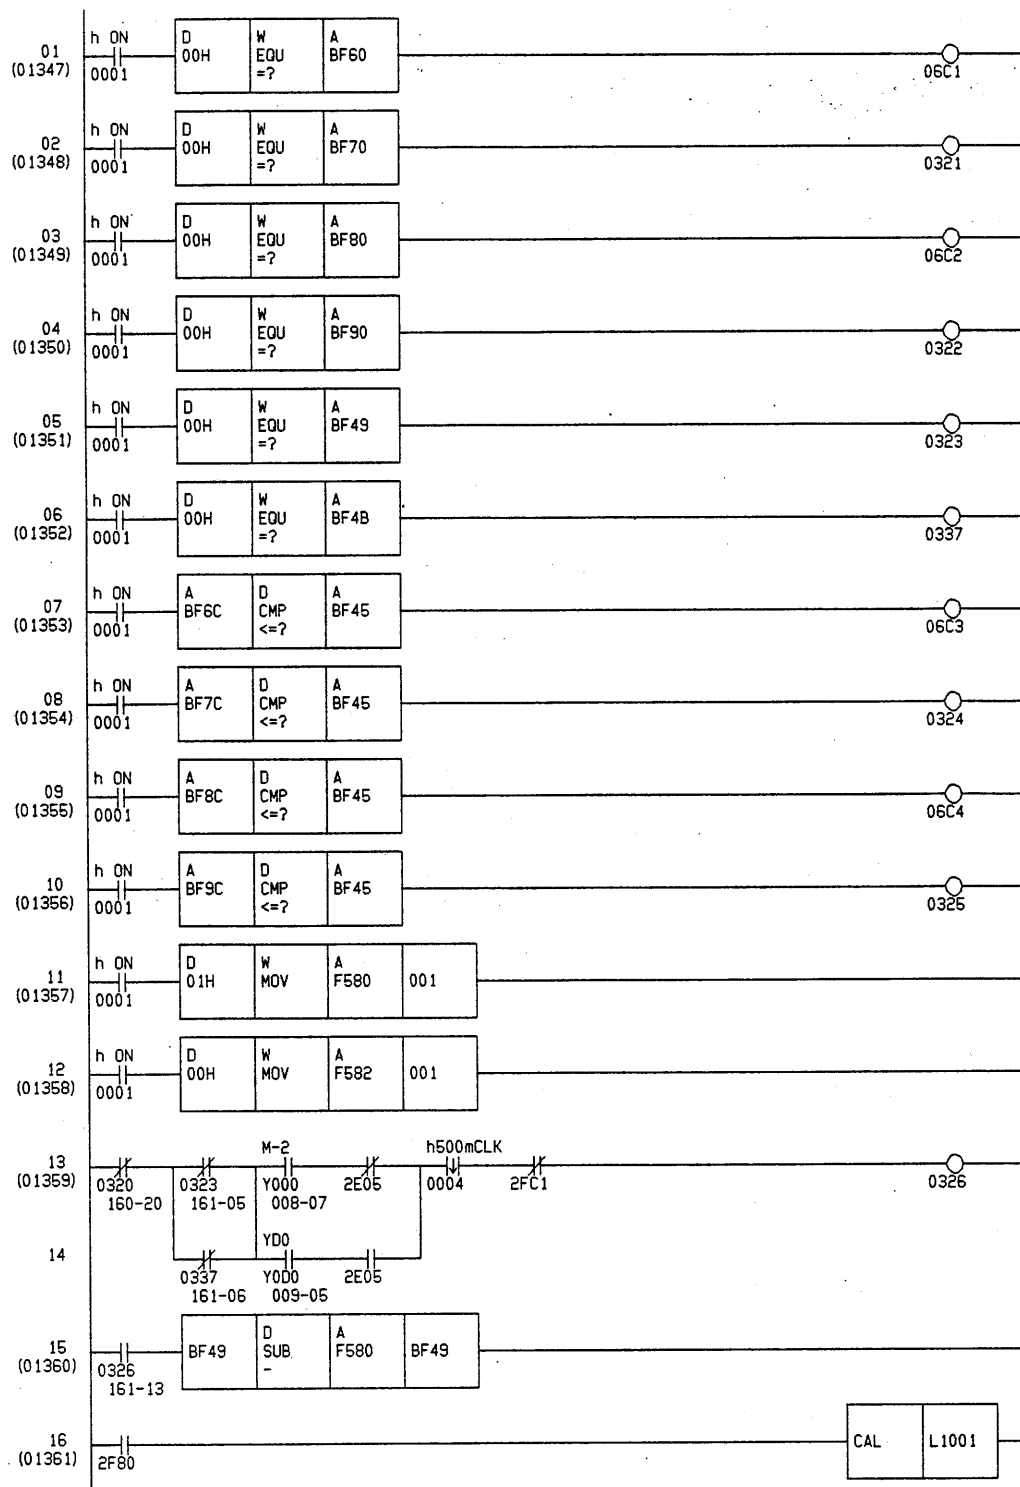 h ON D W A
01 00H EQU BF60
(01347) 0001 =? 06C1
h ON D W A
02 00H EQU BF70
(01348) 0001 =? 0321
h ON D W A
03 00H EQU BF80
(01349) 0001 =? 06C2
h ON D W A
04 00H EQU BF90
(01350) 0001 =? 0322
h ON D W A
05 00H EQU BF49
(01351) 0001 =? 0323
h ON D W A
06 00H EQU BF4B
(01352) 0001 =? 0337
h ON A D A
07 BF6C CMP BF45
(01353) 0001 <=? 06C3
h ON A D A
08 BF7C CMP BF45
(01354) 0001 <=? 0324
h ON A D A
09 BF8C CMP BF45
(01355) 0001 <=? 06C4
h ON A D A
10 BF9C CMP BF45
(01356) 0001 <=? 0325
h ON D W A
11 01H MOV F580 001
(01357) 0001
h ON D W A
12 00H MOV F582 001
(01358) 0001
M-2 h500mCLK
13
(01359) 0320 0323 Y000 2E05 0004 2FC1 0326
160-20 161-05 008-07
YD0
14
0337 Y0D0 2E05
161-06 009-05
D A
15 BF49 SUB F580 BF49
(01360) 0326 -
161-13
16 CAL L1001
(01361) 2F80